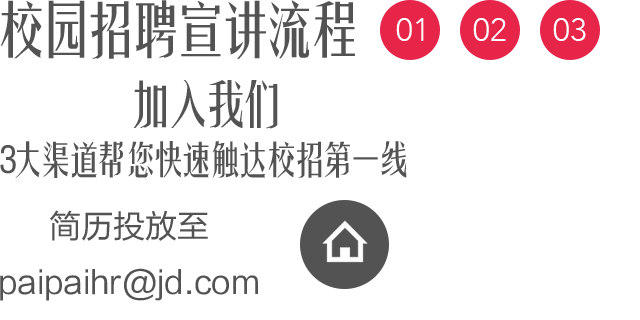 校园招聘宣讲流程 01 02 03
加入我们
3大渠道帮您快速触达校招第一线
简历投放至
paipaihr@jd.com